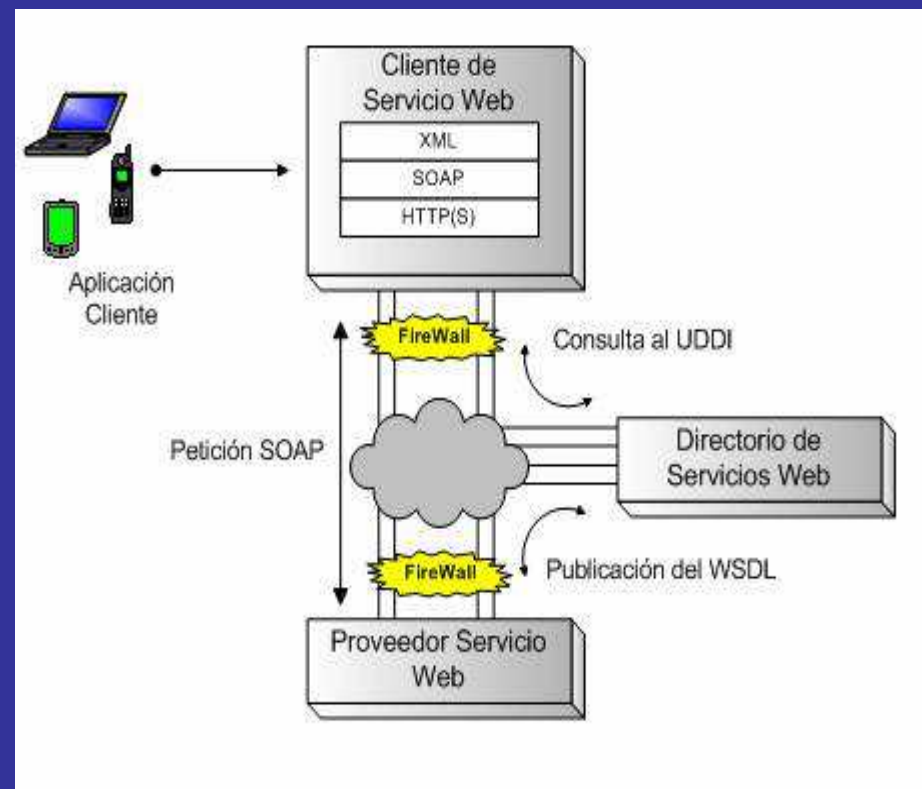 Cliente de
Servicio Web
XML
SOAP
HTTP(S)
Aplicación
Cliente
FireWall
Consulta al UDDI
Petición SOAP
Directorio de
Servicios Web
FireWall
Publicación del WSDL
Proveedor Servicio
Web